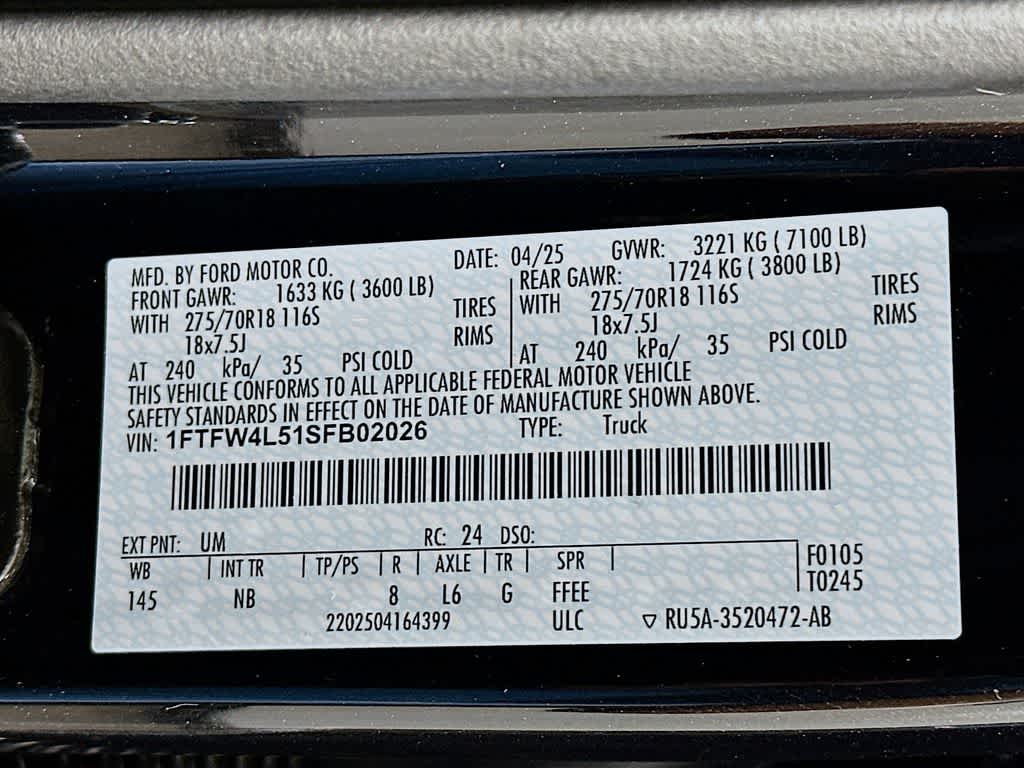 MFD. BY FORD MOTOR CO. DATE: 04/25 GVWR: 3221 KG ( 7100 LB)
FRONT GAWR: 1633 KG ( 3600 LB) REAR GAWR: 1724 KG ( 3800 LB)
WITH 275/70R18 116S TIRES WITH 275/70R18 116S TIRES
18x7.5J RIMS 18x7.5J RIMS
AT 240 kPa/ 35 PSI COLD AT 240 kPa/ 35 PSI COLD
THIS VEHICLE CONFORMS TO ALL APPLICABLE FEDERAL MOTOR VEHICLE
SAFETY STANDARDS IN EFFECT ON THE DATE OF MANUFACTURE SHOWN ABOVE.
VIN: 1FTFW4L51SFB02026 TYPE: Truck
EXT PNT: UM RC: 24 DSO:
WB INT TR TP/PS R AXLE TR SPR F0105
145 NB 8 L6 G FFEE T0245
2202504164399 ULC ▽ RU5A-3520472-AB